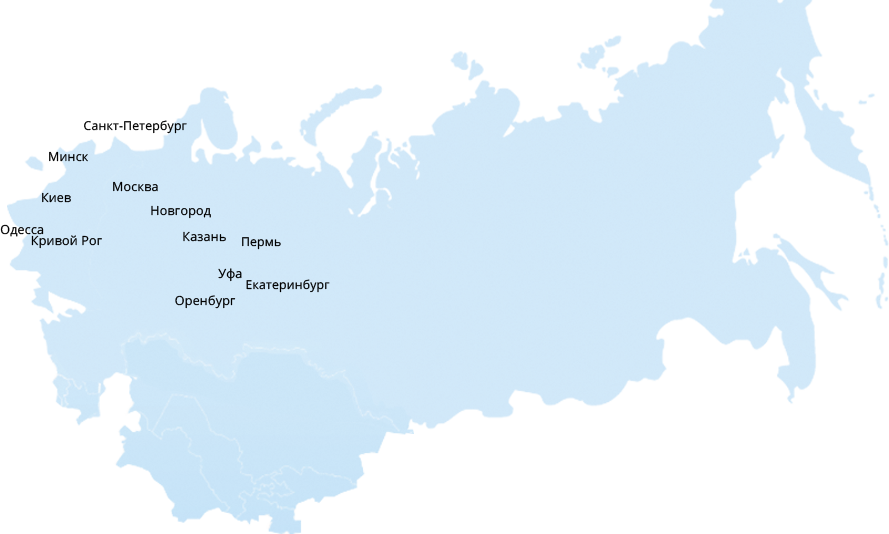 Санкт-Петербург
Минск
Москва
Киев
Новгород
Одесса
Кривой Рог
Казань
Пермь
Уфа
Екатеринбург
Оренбург